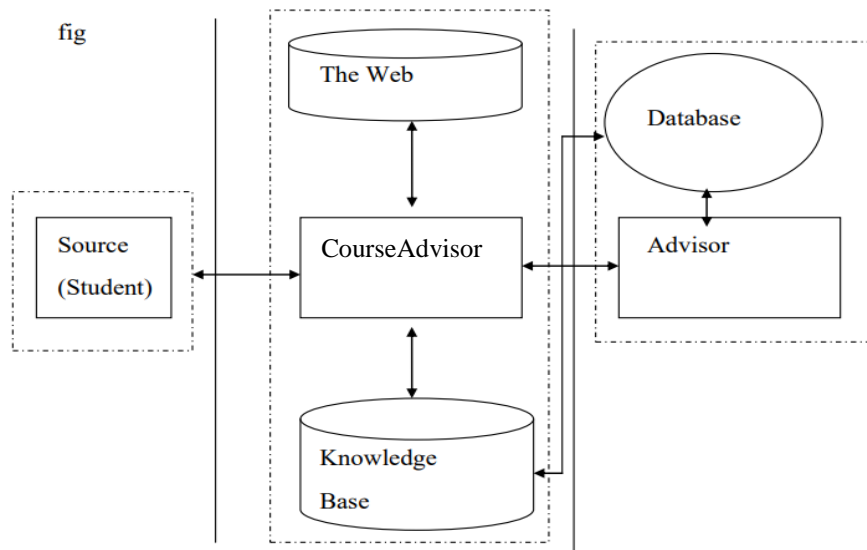 fig
The Web
Database
Source
(Student)
CourseAdvisor
Advisor
Knowledge
Base